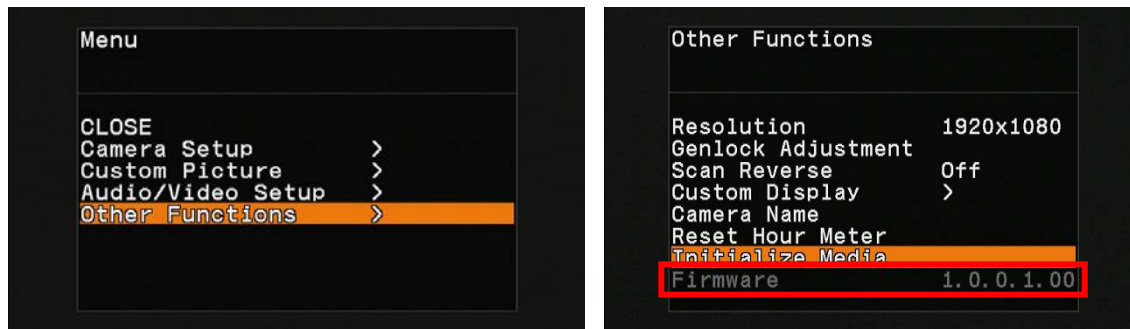 Menu
CLOSE
Camera Setup >
Custom Picture >
Audio/Video Setup >
Other Functions >
Other Functions
Resolution 1920x1080
Genlock Adjustment
Scan Reverse Off
Custom Display >
Camera Name
Reset Hour Meter
Initialize Media
Firmware 1.0.0.1.00